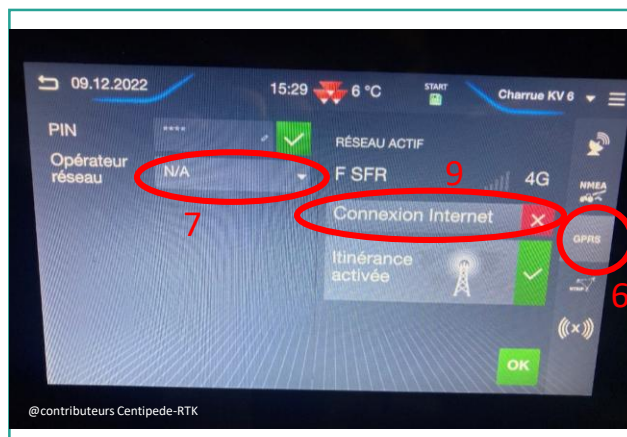 09.12.2022
15:29
6 °C
START
Charrue KV 6
PIN
****
Opérateur
réseau
N/A
7
RÉSEAU ACTIF
F SFR
9
4G
Connexion Internet
Itinérance
activée
NMEA
GPRS
6
OK
@contributeurs Centipede-RTK